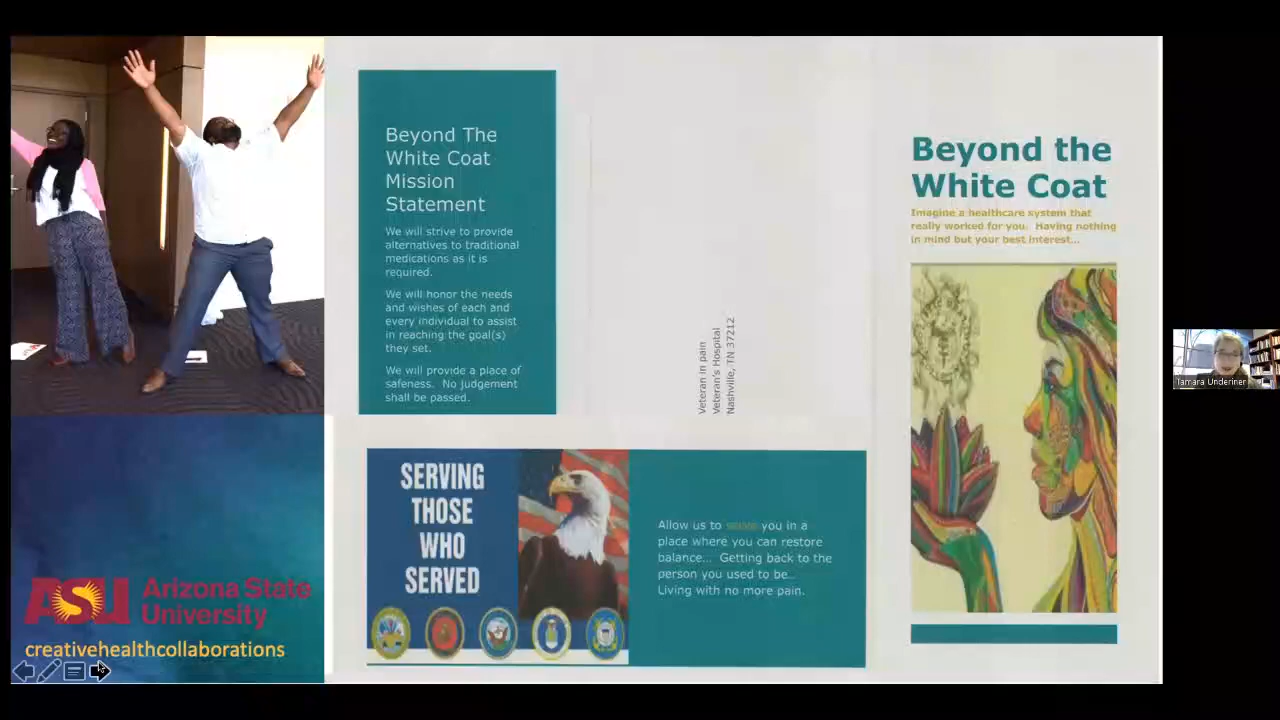 Beyond The
White Coat
Mission
Statement
We will strive to provide
alternatives to traditional
medications as it is
required.
We will honor the needs
and wishes of each and
every individual to assist
in reaching the goal(s)
they set.
We will provide a place of
safeness. No judgement
shall be passed.
Veteran in pain
Veteran's Hospital
Nashville, TN 37212
Beyond the
White Coat
Imagine a healthcare system that
really worked for you. Having nothing
in mind but your best interest...
SERVING
THOSE
WHO
SERVED
Allow us to serve you in a
place where you can restore
balance... Getting back to the
person you used to be...
Living with no more pain.
ASU Arizona State
University
creativehealthcollaborations
Tamara Underiner